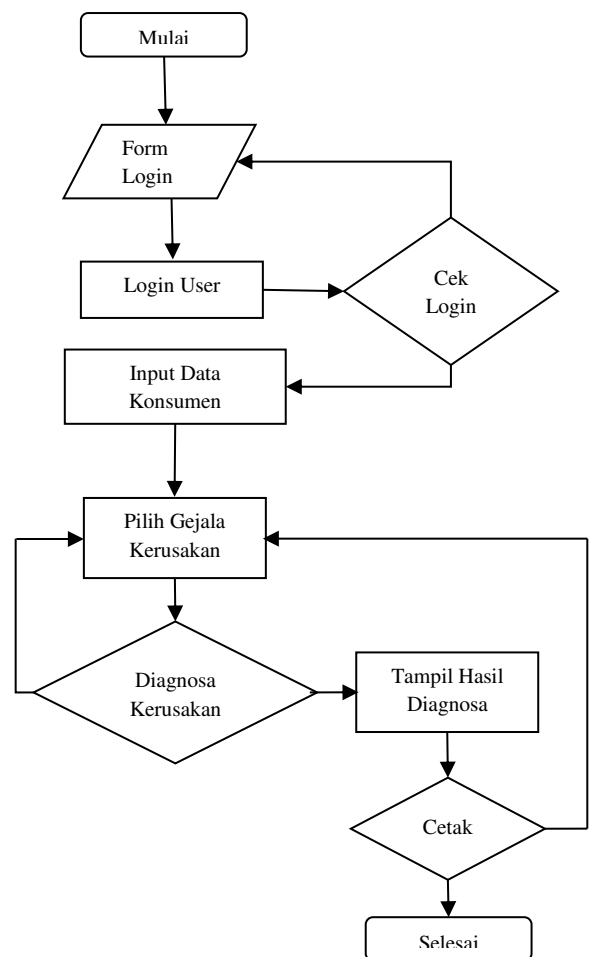 Mulai
Form
Login
Login User
Cek
Login
Input Data
Konsumen
Pilih Gejala
Kerusakan
Diagnosa
Kerusakan
Tampil Hasil
Diagnosa
Cetak
Selesai